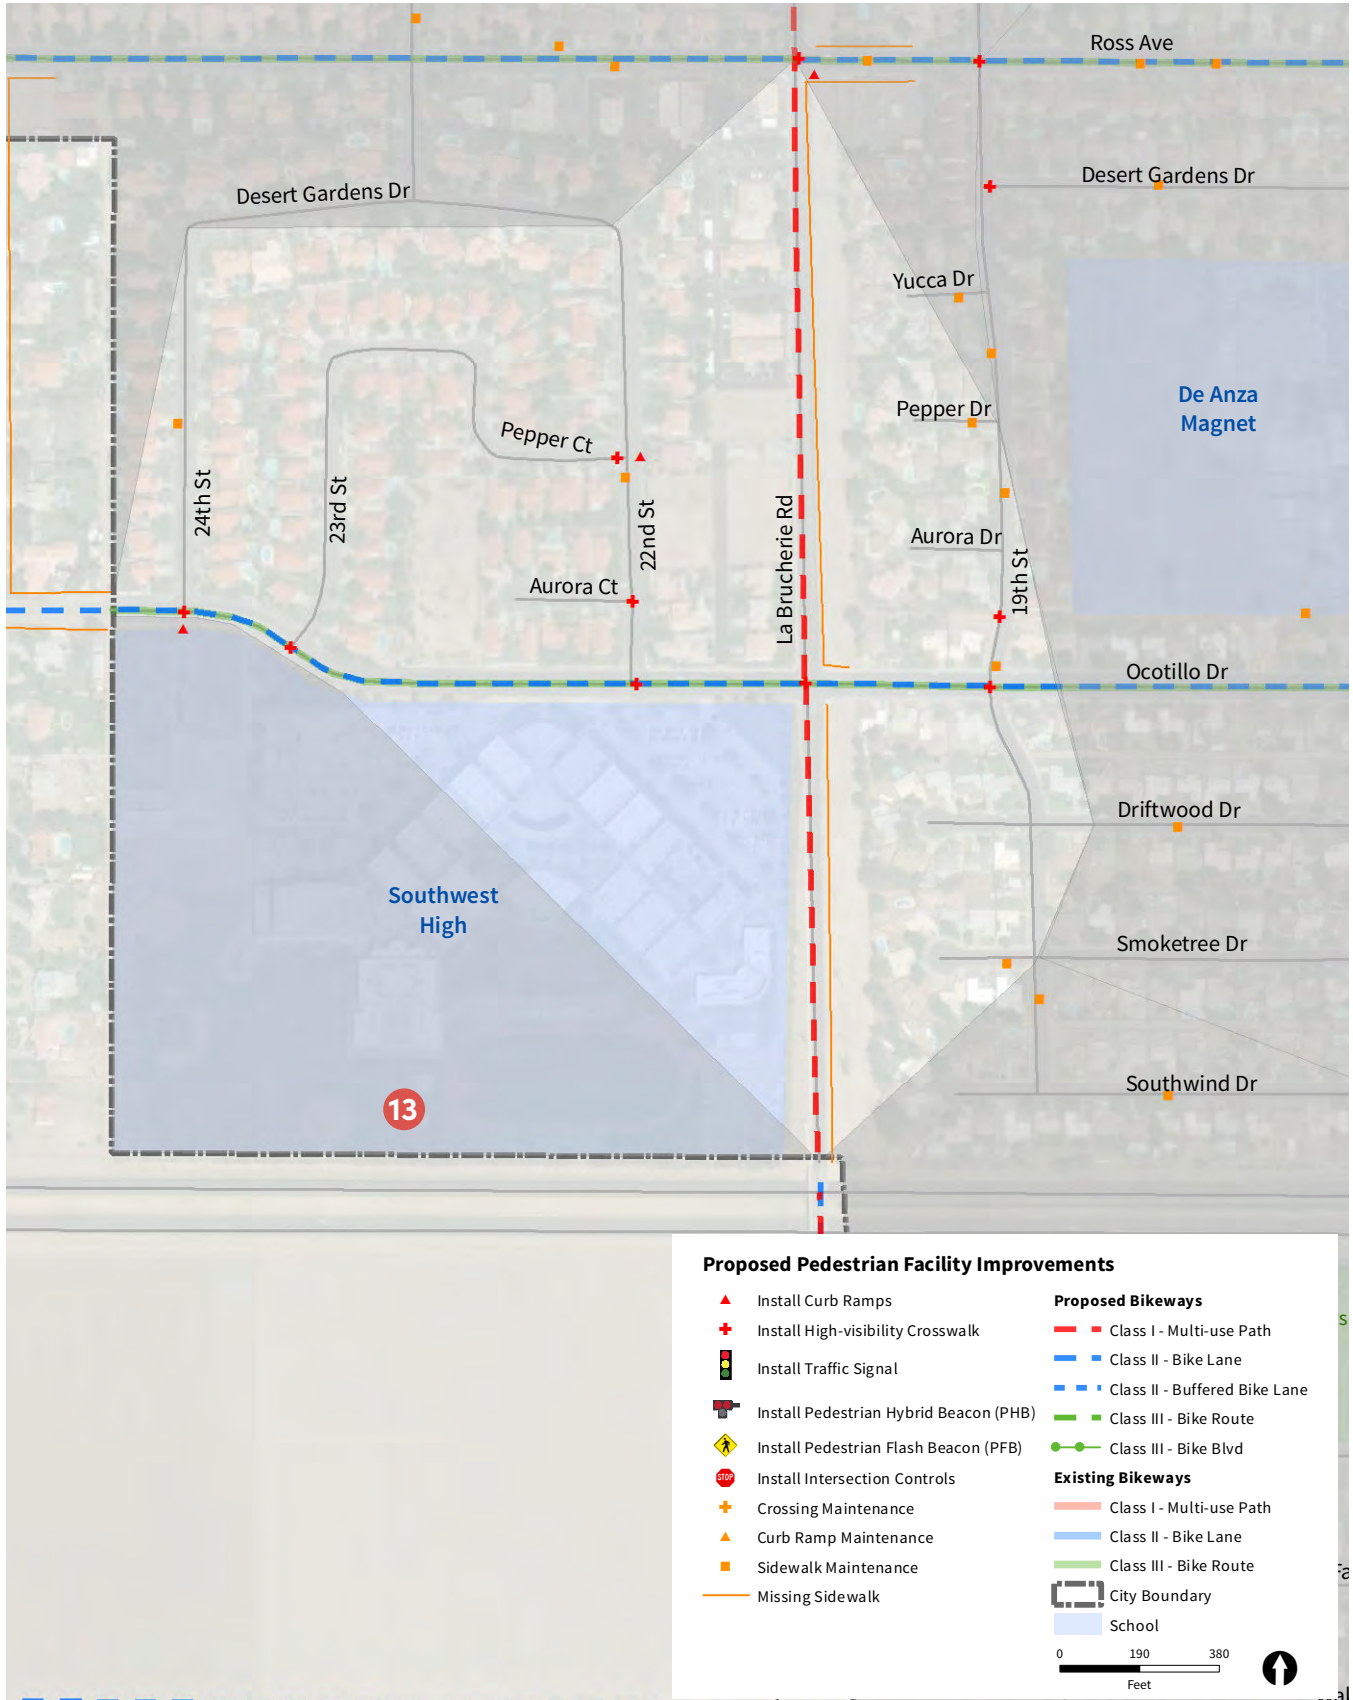 Ross Ave
Desert Gardens Dr
Desert Gardens Dr
Yucca Dr
De Anza
Magnet
Pepper Dr
Pepper Ct
24th St
23rd St
22nd St
La Brucherie Rd
Aurora Dr
19th St
Aurora Ct
Ocotillo Dr
Driftwood Dr
Southwest
High
Smoketree Dr
Southwind Dr
13
Proposed Pedestrian Facility Improvements
Install Curb Ramps
Install High-visibility Crosswalk
Install Traffic Signal
Install Pedestrian Hybrid Beacon (PHB)
Install Pedestrian Flash Beacon (PFB)
STOP
Install Intersection Controls
Crossing Maintenance
Curb Ramp Maintenance
Sidewalk Maintenance
Missing Sidewalk
Proposed Bikeways
Class I - Multi-use Path
Class II - Bike Lane
Class II - Buffered Bike Lane
Class III - Bike Route
Class III - Bike Blvd
Existing Bikeways
Class I - Multi-use Path
Class II - Bike Lane
Class III - Bike Route
City Boundary
School
0 190 380
Feet